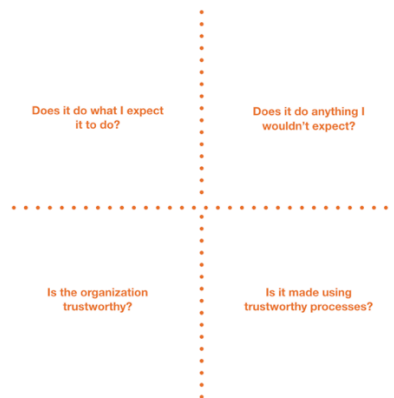 Does it do what I expect
it to do?
Does it do anything I
wouldn't expect?
Is the organization
trustworthy?
Is it made using
trustworthy processes?